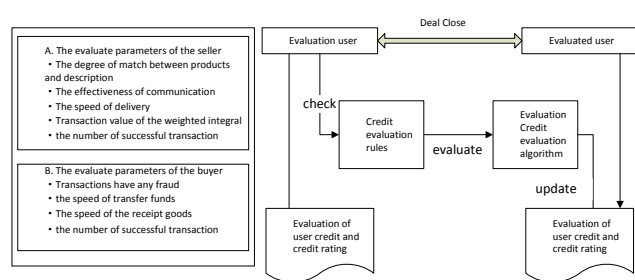 A. The evaluate parameters of the seller
• The degree of match between products
and description
• The effectiveness of communication
• The speed of delivery
• Transaction value of the weighted integral
• the number of successful transaction
B. The evaluate parameters of the buyer
• Transactions have any fraud
• the speed of transfer funds
• The speed of the receipt goods
• the number of successful transaction
Deal Close
Evaluation user
Evaluated user
check
Credit
evaluation
rules
evaluate
Evaluation
Credit
evaluation
algorithm
update
Evaluation of
user credit and
credit rating
Evaluation of
user credit and
credit rating